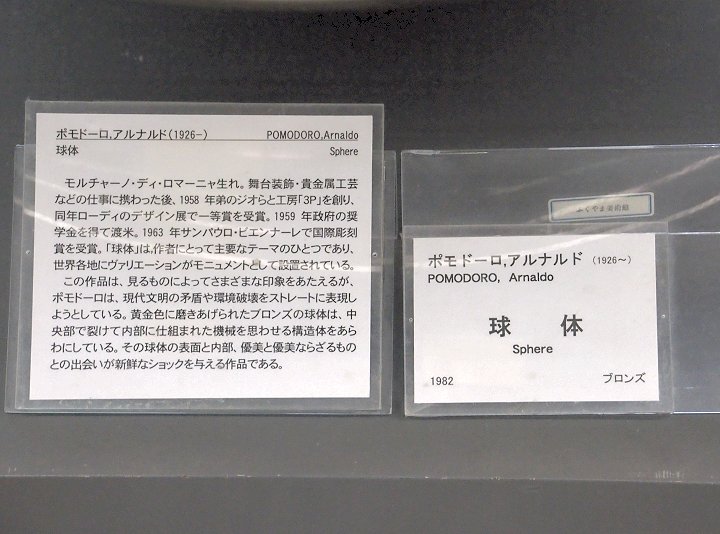 ポモドーロ,アルナルド(1926-) POMODORO,Arnaldo
球体 Sphere
モルチャーノ・ディ・ロマーニャ生れ。舞台装飾・貴金属工芸
などの仕事に携わった後、1958 年弟のジオらと工房「3P」を創り、
同年ローディのデザイン展で一等賞を受賞。1959 年政府の奨
学金を得て渡米。1963 年サンパウロ・ビエンナーレで国際彫刻
賞を受賞。「球体」は,作者にとって主要なテーマのひとつであり、
世界各地にヴァリエーションがモニュメントとして設置されている。
この作品は、見るものによってさまざまな印象をあたえるが、
ポモドーロは、現代文明の矛盾や環境破壊をストレートに表現し
ようとしている。黄金色に磨きあげられたブロンズの球体は、中
央部で裂けて内部に仕組まれた機械を思わせる構造体をあら
わにしている。その球体の表面と内部、優美と優美ならざるもの
との出会いが新鮮なショックを与える作品である。
ふくやま美術館
ポモドーロ,アルナルド (1926～)
POMODORO, Arnaldo
球 体
Sphere
1982 ブロンズ